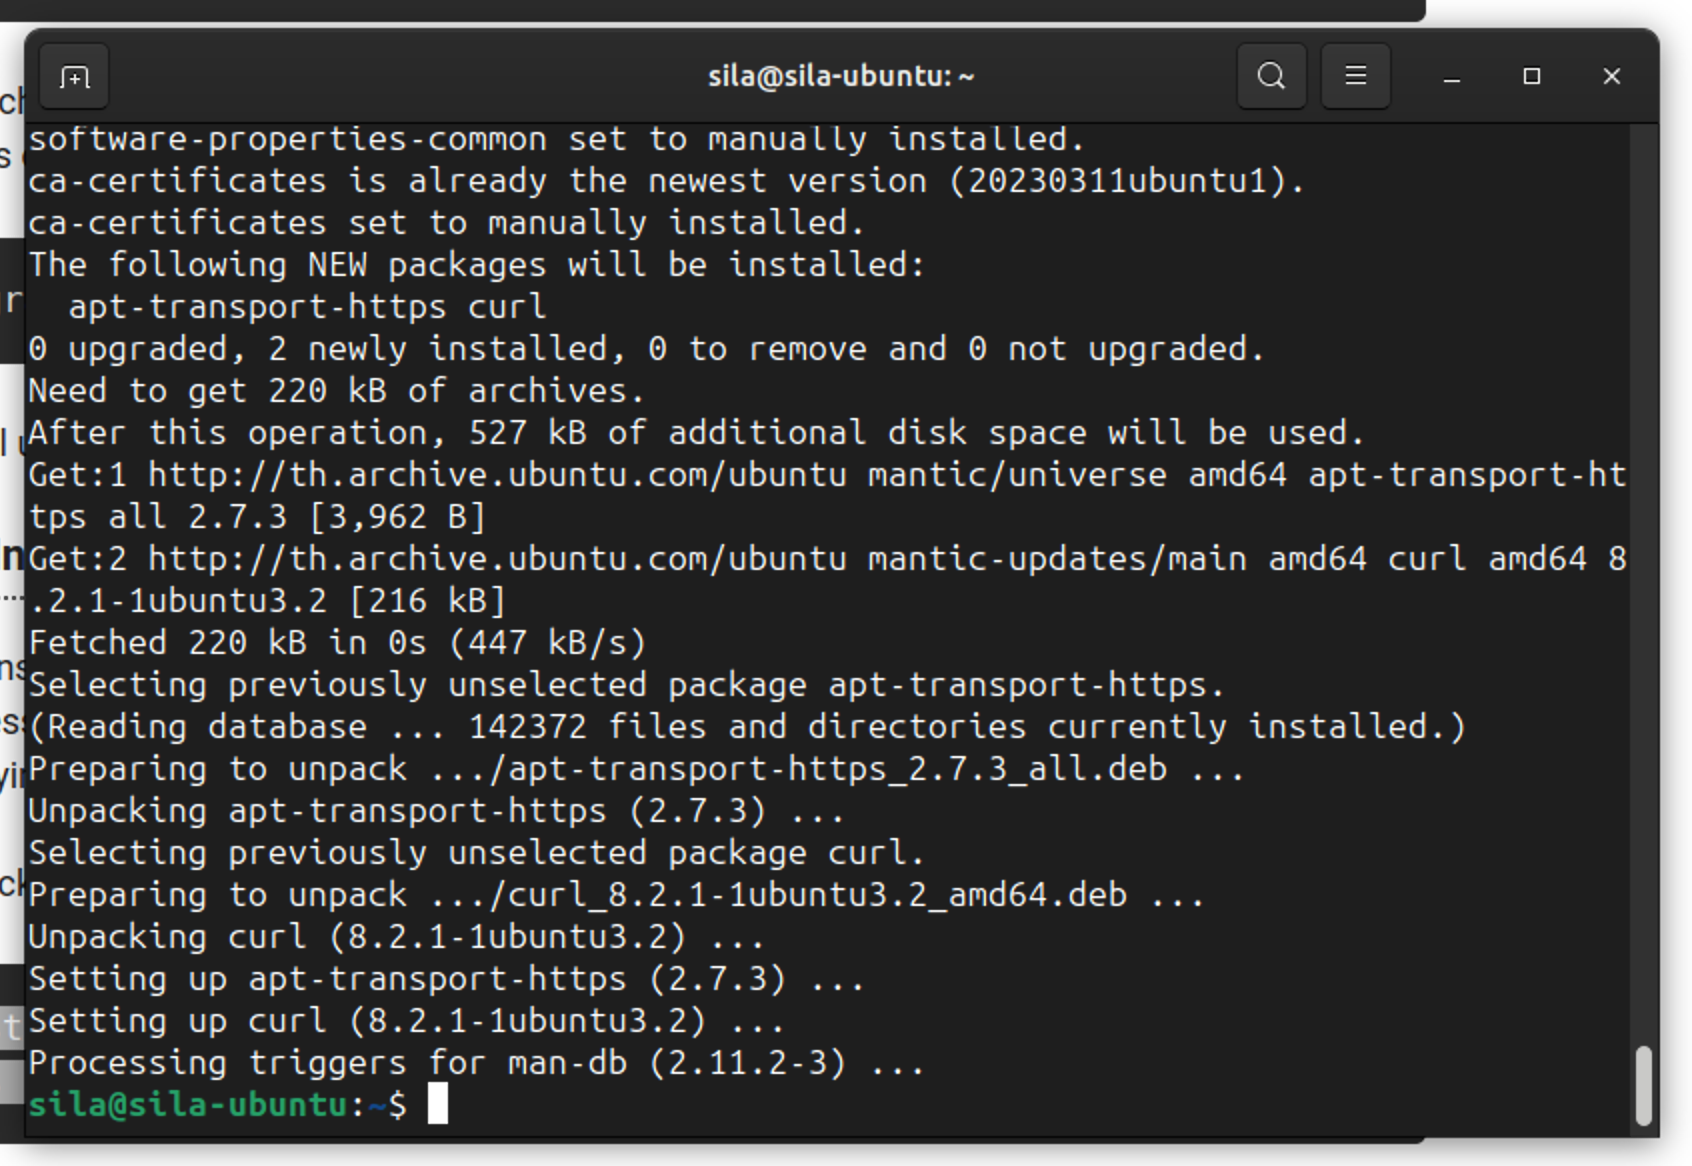 sila@sila-ubuntu: ~
software-properties-common set to manually installed.
ca-certificates is already the newest version (20230311ubuntu1).
ca-certificates set to manually installed.
The following NEW packages will be installed:
  apt-transport-https curl
0 upgraded, 2 newly installed, 0 to remove and 0 not upgraded.
Need to get 220 kB of archives.
After this operation, 527 kB of additional disk space will be used.
Get:1 http://th.archive.ubuntu.com/ubuntu mantic/universe amd64 apt-transport-ht
tps all 2.7.3 [3,962 B]
Get:2 http://th.archive.ubuntu.com/ubuntu mantic-updates/main amd64 curl amd64 8
.2.1-1ubuntu3.2 [216 kB]
Fetched 220 kB in 0s (447 kB/s)
Selecting previously unselected package apt-transport-https.
(Reading database ... 142372 files and directories currently installed.)
Preparing to unpack .../apt-transport-https_2.7.3_all.deb ...
Unpacking apt-transport-https (2.7.3) ...
Selecting previously unselected package curl.
Preparing to unpack .../curl_8.2.1-1ubuntu3.2_amd64.deb ...
Unpacking curl (8.2.1-1ubuntu3.2) ...
Setting up apt-transport-https (2.7.3) ...
Setting up curl (8.2.1-1ubuntu3.2) ...
Processing triggers for man-db (2.11.2-3) ...
sila@sila-ubuntu:~$